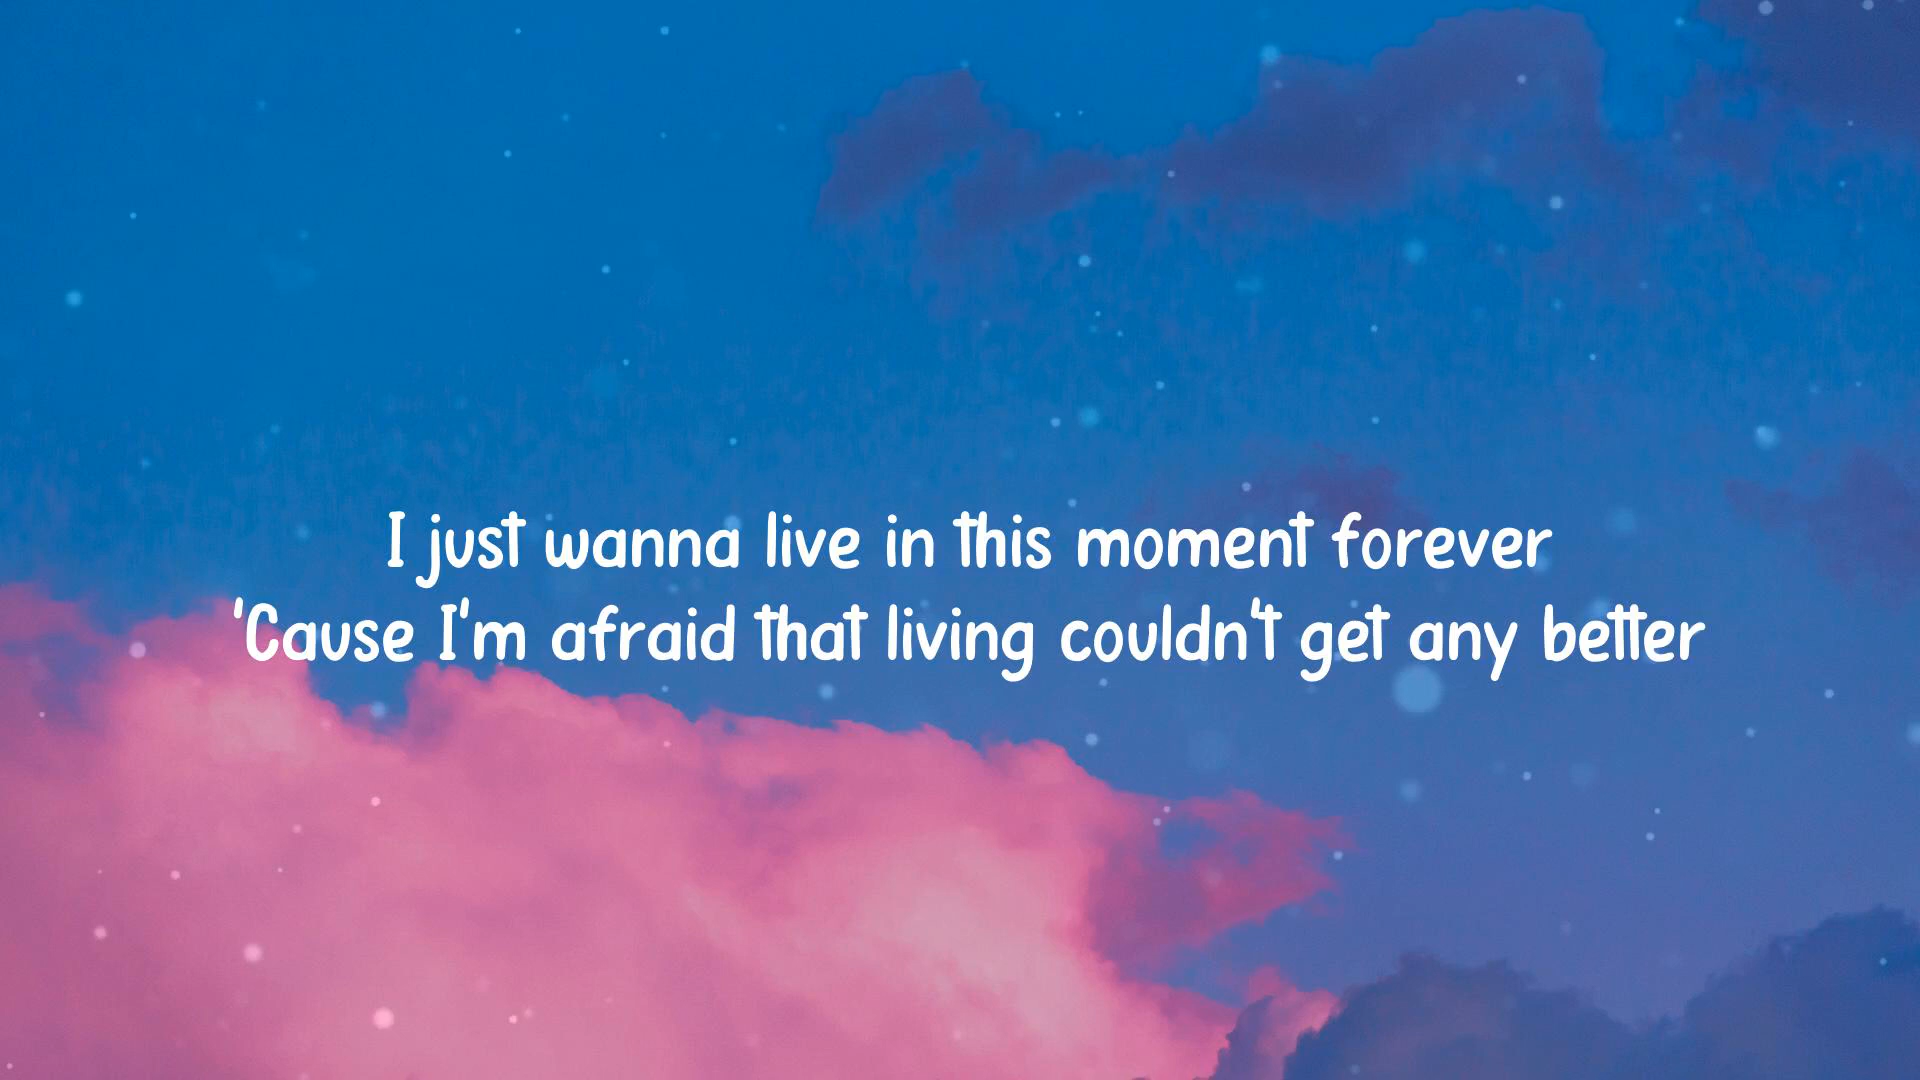 I just wanna live in this moment forever
'Cause I'm afraid that living couldn't get any better